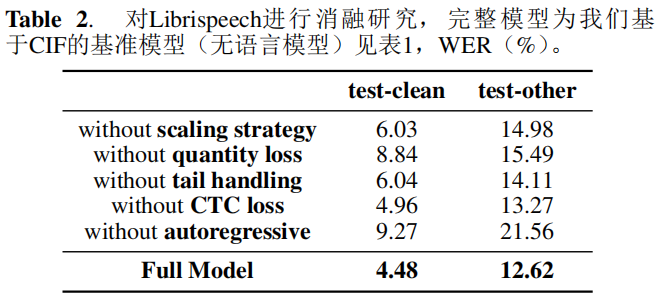 Table 2. 对Librispeech进行消融研究，完整模型为我们基
于CIF的基准模型（无语言模型）见表1，WER（%）。
test-clean test-other
without scaling strategy 6.03 14.98
without quantity loss 8.84 15.49
without tail handling 6.04 14.11
without CTC loss 4.96 13.27
without autoregressive 9.27 21.56
Full Model 4.48 12.62